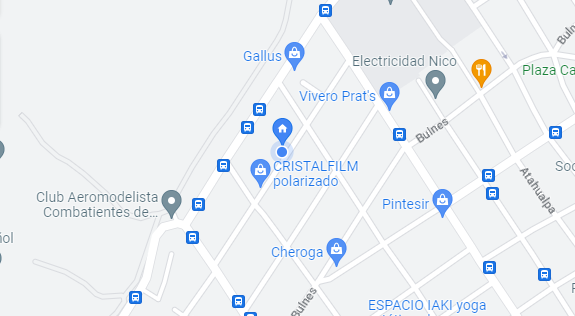 Gallus
Electricidad Nico
Bulnes
Plaza Ca
Vivero Prat's
Bulnes
CRISTALFILM
polarizado
Atahualpa
Club Aeromodelista
Combatientes de...
Pintesir
Cheroga
Bulnes
ESPACIO IAKI yoga